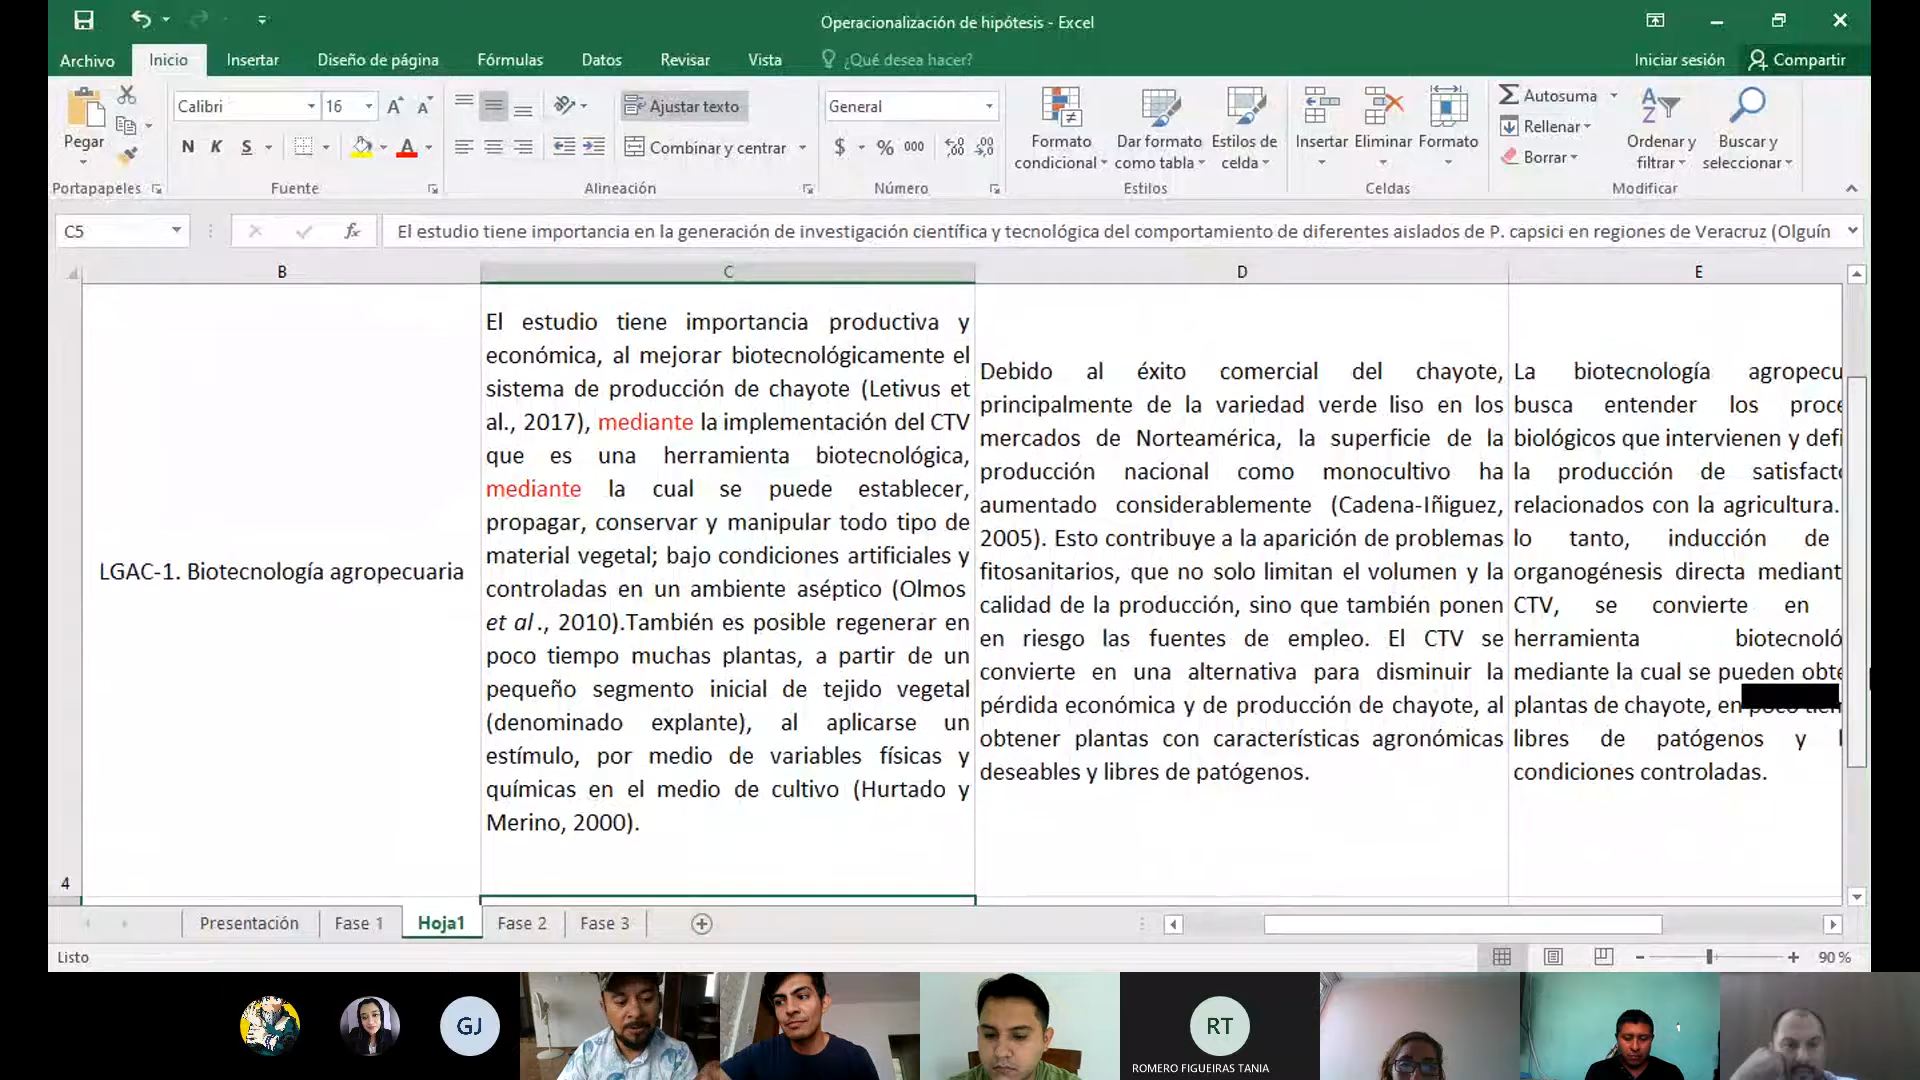 Operacionalización de hipótesis - Excel
Archivo Inicio Insertar Diseño de página Fórmulas Datos Revisar Vista ¿Qué desea hacer? Iniciar sesión Compartir
Pegar
Portapapeles
Calibri 16
N K S
Fuente
Ajustar texto
Combinar y centrar
Alineación
General
$ % 000
Número
Formato condicional
Dar formato como tabla
Estilos de celda
Estilos
Insertar Eliminar Formato
Celdas
Autosuma
Rellenar
Borrar
Ordenar y filtrar
Buscar y seleccionar
Modificar
C5
fx
El estudio tiene importancia en la generación de investigación científica y tecnológica del comportamiento de diferentes aislados de P. capsici en regiones de Veracruz (Olguín
B C D E
4
LGAC-1. Biotecnología agropecuaria
El estudio tiene importancia productiva y
económica, al mejorar biotecnológicamente el
sistema de producción de chayote (Letivus et
al., 2017), mediante la implementación del CTV
que es una herramienta biotecnológica,
mediante la cual se puede establecer,
propagar, conservar y manipular todo tipo de
material vegetal; bajo condiciones artificiales y
controladas en un ambiente aséptico (Olmos
et al., 2010).También es posible regenerar en
poco tiempo muchas plantas, a partir de un
pequeño segmento inicial de tejido vegetal
(denominado explante), al aplicarse un
estímulo, por medio de variables físicas y
químicas en el medio de cultivo (Hurtado y
Merino, 2000).
Debido al éxito comercial del chayote,
principalmente de la variedad verde liso en los
mercados de Norteamérica, la superficie de la
producción nacional como monocultivo ha
aumentado considerablemente (Cadena-Iñiguez,
2005). Esto contribuye a la aparición de problemas
fitosanitarios, que no solo limitan el volumen y la
calidad de la producción, sino que también ponen
en riesgo las fuentes de empleo. El CTV se
convierte en una alternativa para disminuir la
pérdida económica y de producción de chayote, al
obtener plantas con características agronómicas
deseables y libres de patógenos.
La biotecnología agropecu
busca entender los proce
biológicos que intervienen y defi
la producción de satisfact
relacionados con la agricultura.
lo tanto, inducción de
organogénesis directa mediant
CTV, se convierte en
herramienta biotecnoló
mediante la cual se pueden obte
plantas de chayote, en
libres de patógenos y
condiciones controladas.
Presentación Fase 1 Hoja1 Fase 2 Fase 3
Listo
90 %
GJ
RT
ROMERO FIGUEIRAS TANIA